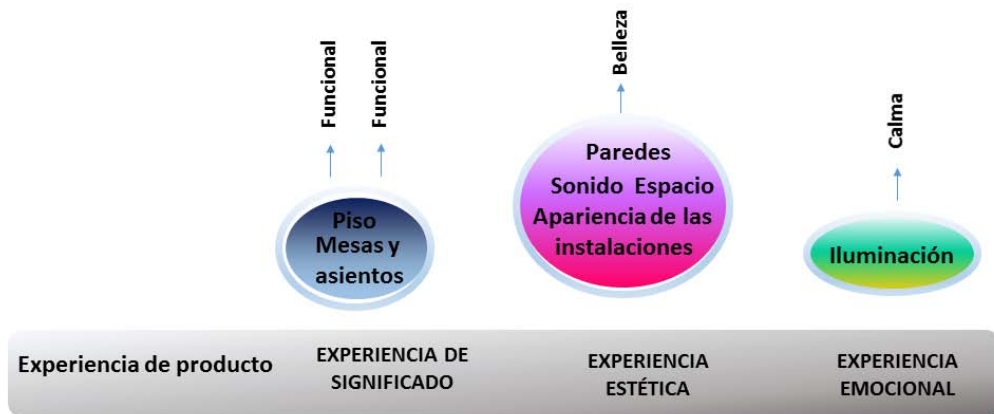 Funcional
Funcional
Belleza
Calma
Piso
Mesas y
asientos
Paredes
Sonido Espacio
Apariencia de las
instalaciones
Iluminación
Experiencia de producto
EXPERIENCIA DE
SIGNIFICADO
EXPERIENCIA
ESTÉTICA
EXPERIENCIA
EMOCIONAL